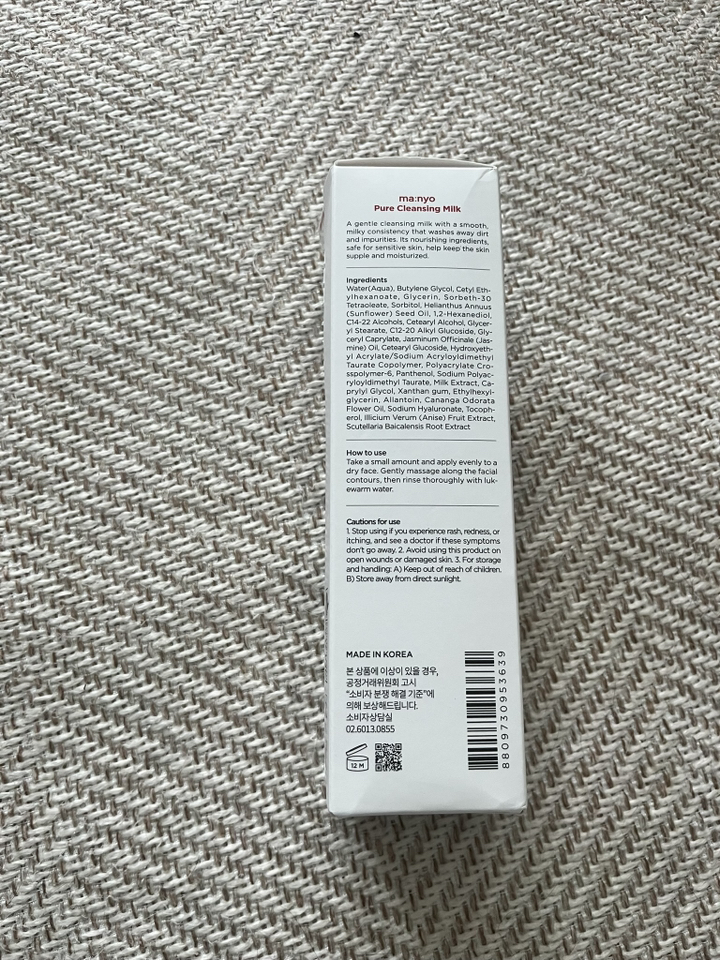 ma:nyo
Pure Cleansing Milk
A gentle cleansing milk with a smooth,
milky consistency that washes away dirt
and impurities. Its nourishing ingredients,
safe for sensitive skin, help keep the skin
supple and moisturized.
Ingredients
Water(Aqua), Butylene Glycol, Cetyl Eth-
ylhexanoate, Glycerin, Sorbeth-30
Tetraoleate, Sorbitol, Helianthus Annuus
(Sunflower) Seed Oil, 1,2-Hexanediol,
C14-22 Alcohols, Cetearyl Alcohol, Glycer-
yl Stearate, C12-20 Alkyl Glucoside, Gly-
ceryl Caprylate, Jasminum Officinale (Jas-
mine) Oil, Cetearyl Glucoside, Hydroxyeth-
yl Acrylate/Sodium Acryloyldimethyl
Taurate Copolymer, Polyacrylate Cro-
sspolymer-6, Panthenol, Sodium Polyac-
ryloyldimethyl Taurate, Milk Extract, Ca-
prylyl Glycol, Xanthan gum, Ethylhexyl-
glycerin, Allantoin, Cananga Odorata
Flower Oil, Sodium Hyaluronate, Tocoph-
erol, Illicium Verum (Anise) Fruit Extract,
Scutellaria Baicalensis Root Extract
How to use
Take a small amount and apply evenly to a
dry face. Gently massage along the facial
contours, then rinse thoroughly with luk-
ewarm water.
Cautions for use
1. Stop using if you experience rash, redness, or
itching, and see a doctor if these symptoms
don't go away. 2. Avoid using this product on
open wounds or damaged skin. 3. For storage
and handling: A) Keep out of reach of children.
B) Store away from direct sunlight.
MADE IN KOREA
본 상품에 이상이 있을 경우,
공정거래위원회 고시
"소비자 분쟁 해결 기준"에
의해 보상해드립니다.
소비자상담실
02.6013.0855
12 M
8809730953639